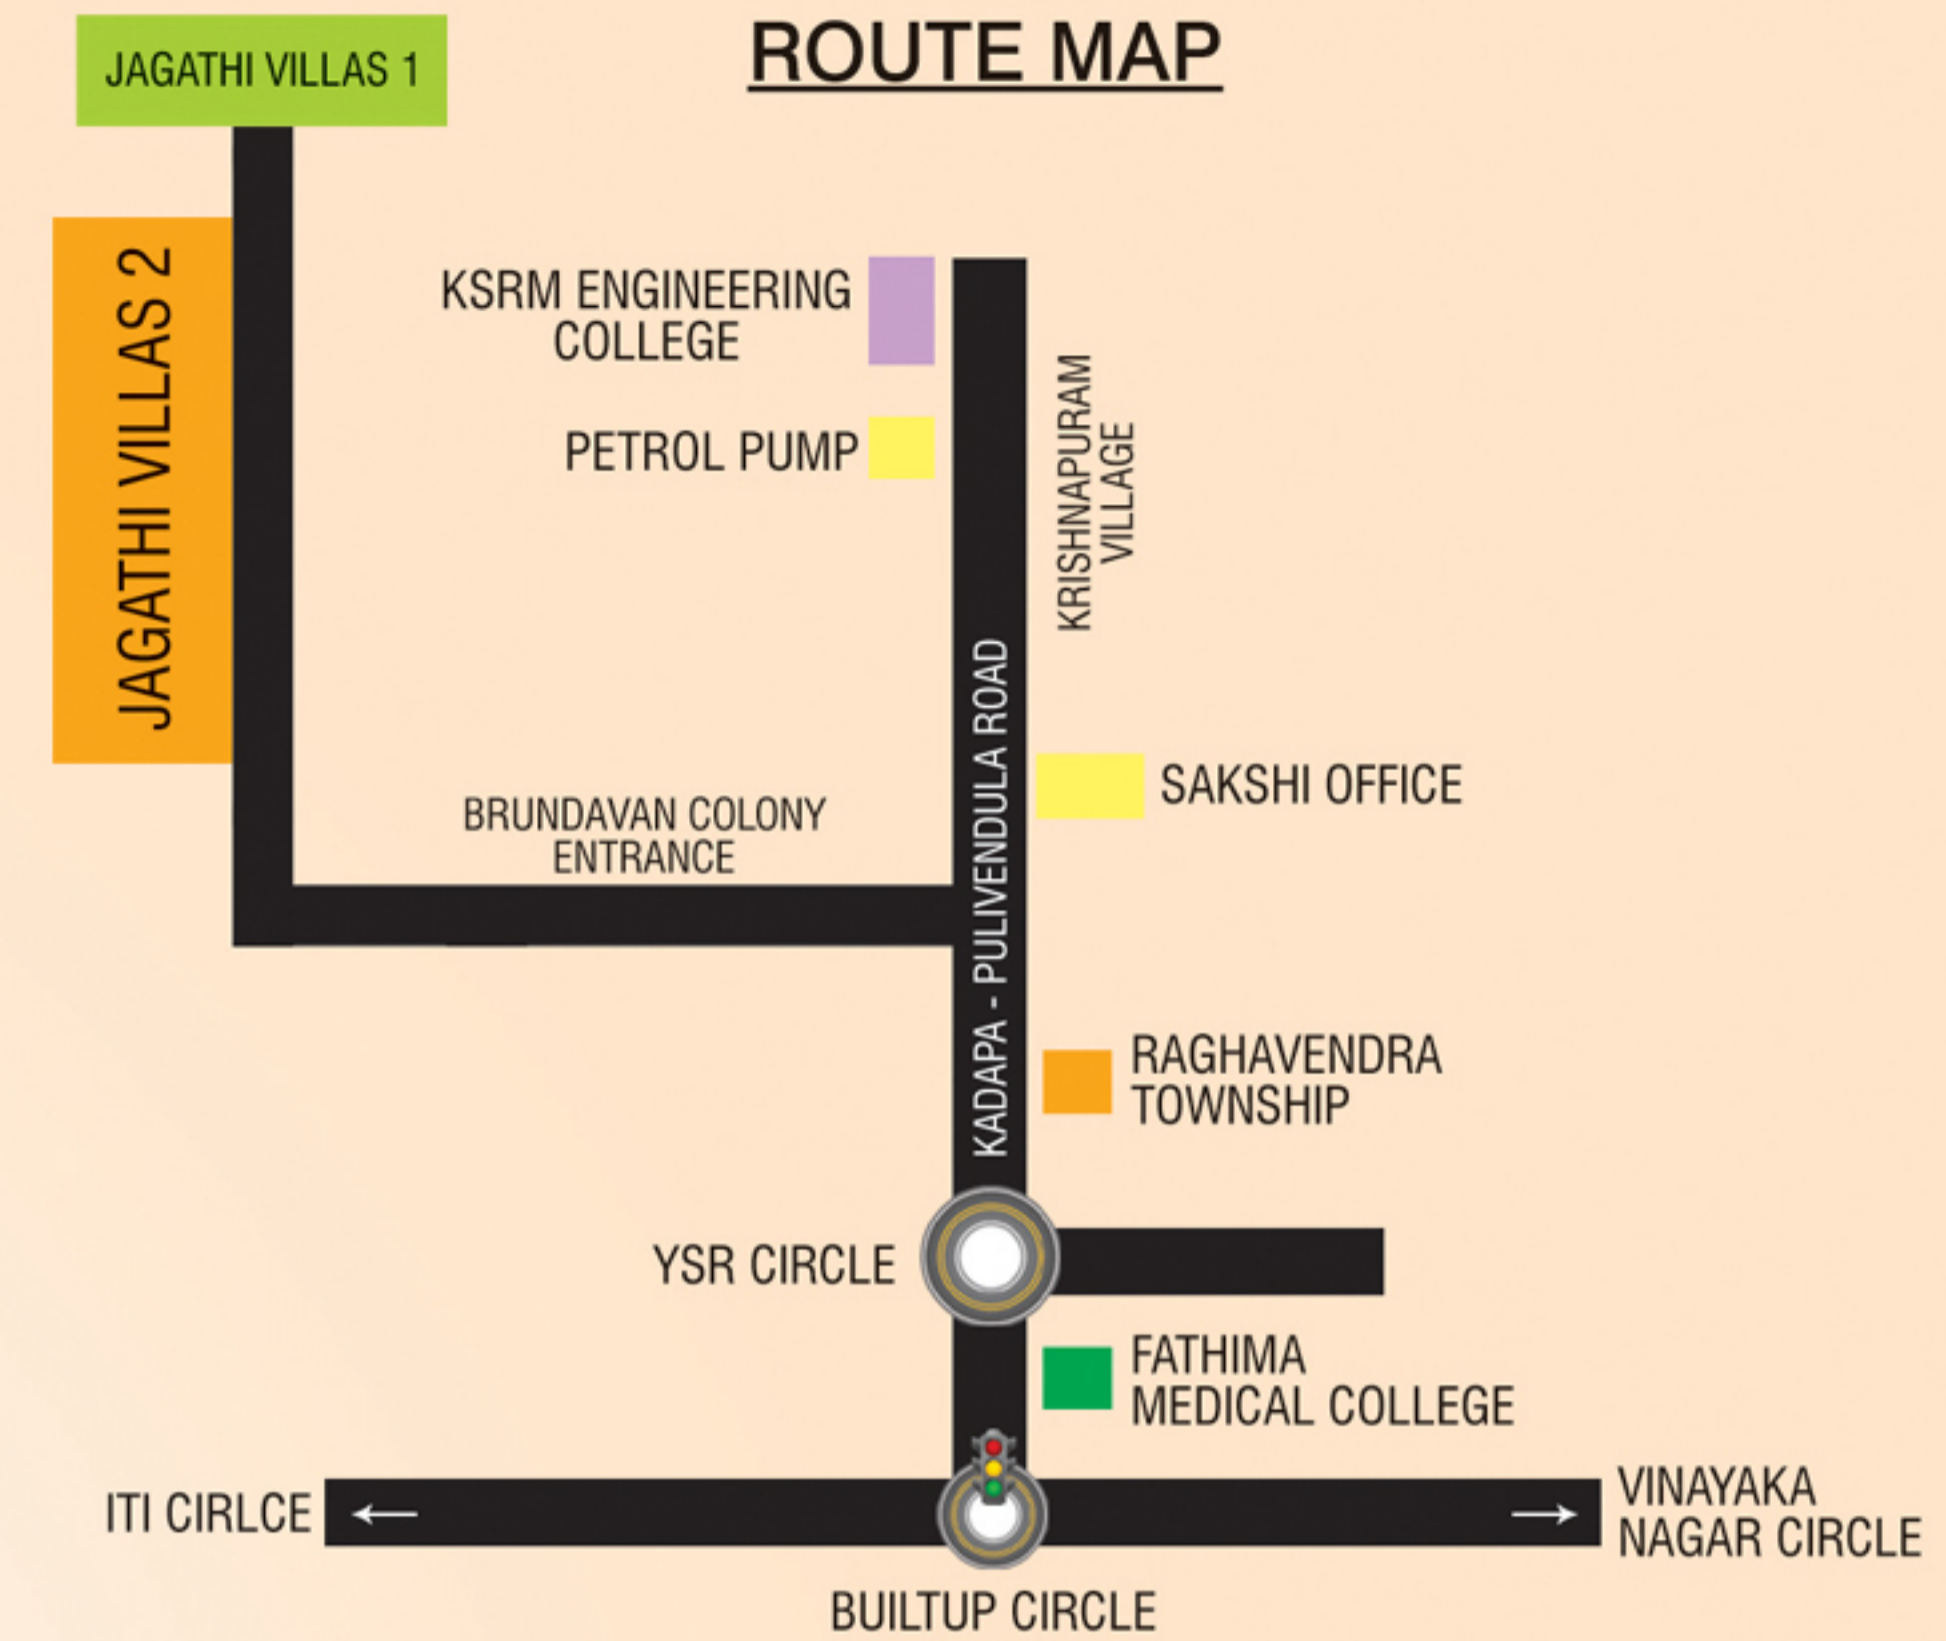 ROUTE MAP
JAGATHI VILLAS 1
JAGATHI VILLAS 2
KSRM ENGINEERING
COLLEGE
PETROL PUMP
KRISHNAPURAM
VILLAGE
KADAPA - PULIVENDULA ROAD
SAKSHI OFFICE
BRUNDAVAN COLONY
ENTRANCE
RAGHAVENDRA
TOWNSHIP
YSR CIRCLE
FATHIMA
MEDICAL COLLEGE
ITI CIRLCE
VINAYAKA
NAGAR CIRCLE
BUILTUP CIRCLE